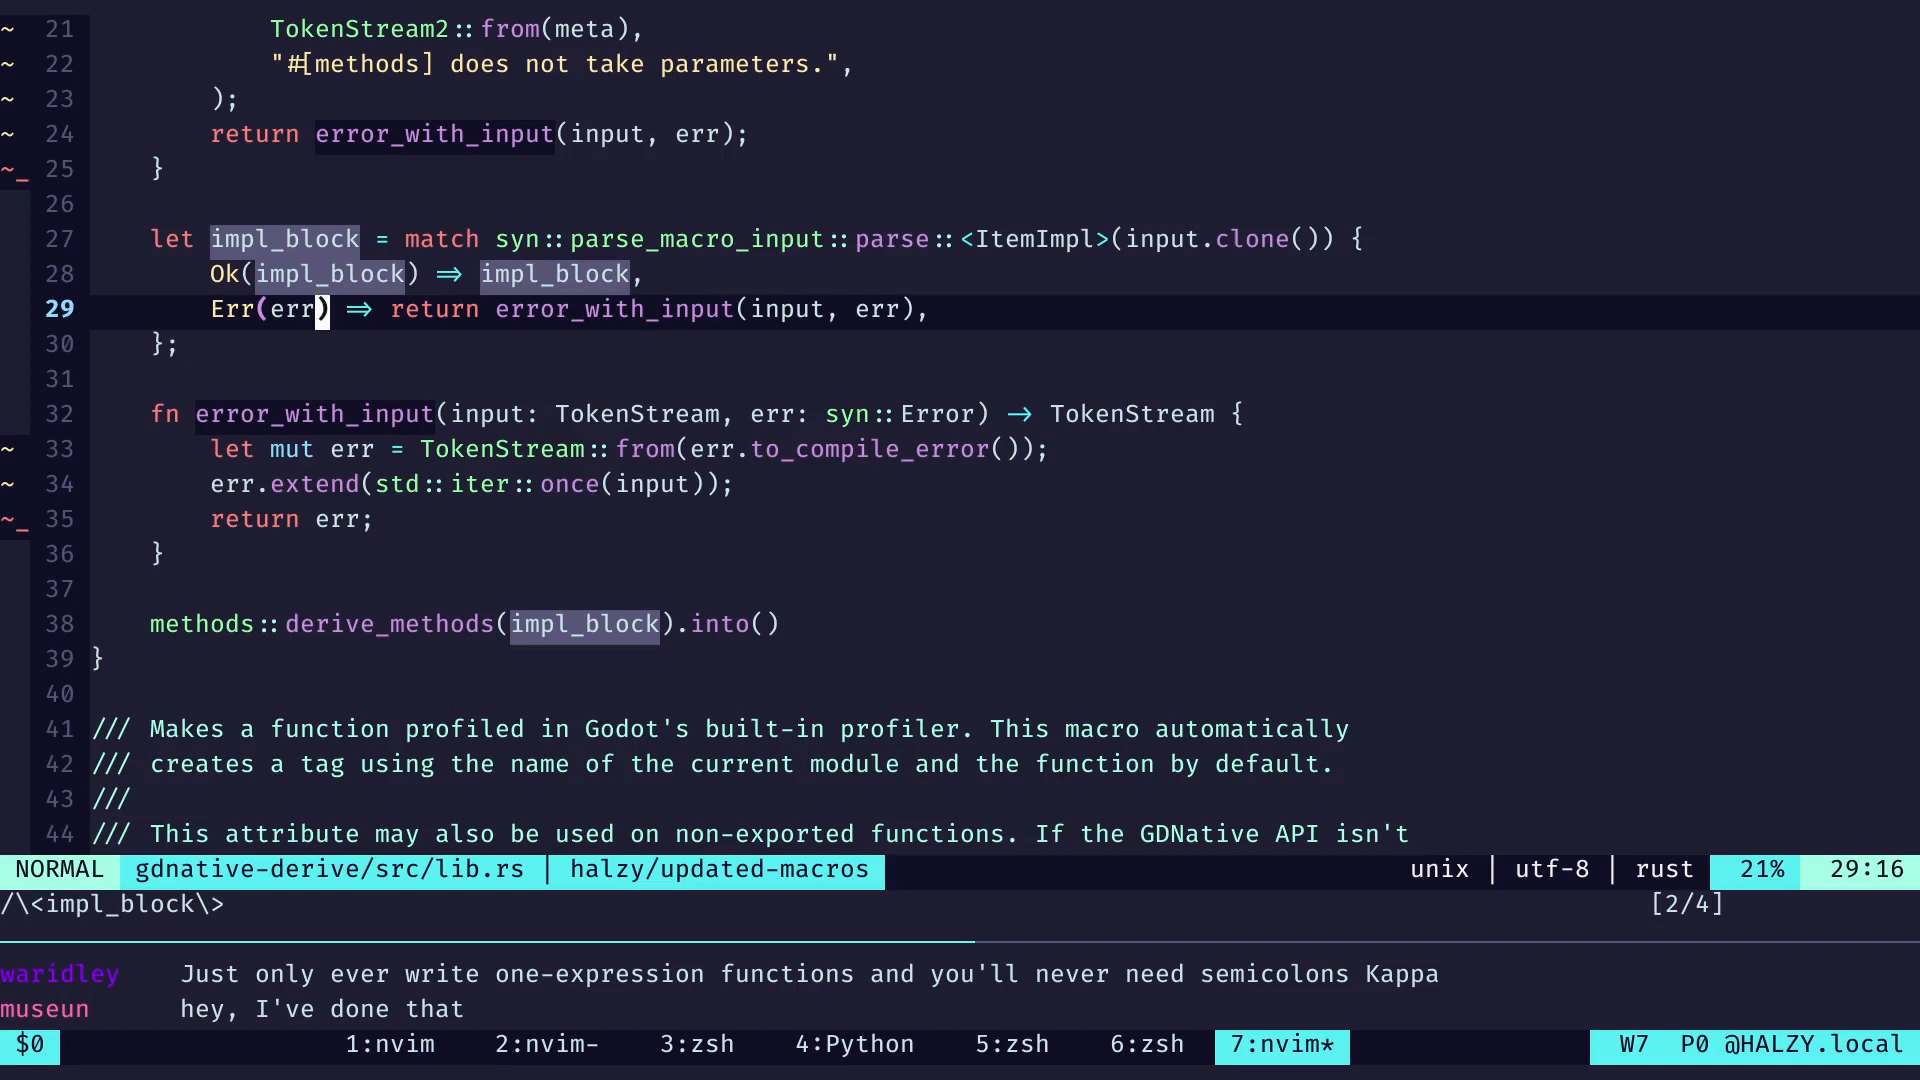 ~ 21 TokenStream2::from(meta),
~ 22 "#[methods] does not take parameters.",
~ 23 );
~ 24 return error_with_input(input, err);
~_ 25 }
26
27 let impl_block = match syn::parse_macro_input::parse::<ItemImpl>(input.clone()) {
28 Ok(impl_block) => impl_block,
29 Err(err) => return error_with_input(input, err),
30 };
31
32 fn error_with_input(input: TokenStream, err: syn::Error) -> TokenStream {
~ 33 let mut err = TokenStream::from(err.to_compile_error());
~ 34 err.extend(std::iter::once(input));
~_ 35 return err;
36 }
37
38 methods::derive_methods(impl_block).into()
39 }
40
41 /// Makes a function profiled in Godot's built-in profiler. This macro automatically
42 /// creates a tag using the name of the current module and the function by default.
43 ///
44 /// This attribute may also be used on non-exported functions. If the GDNative API isn't
NORMAL gdnative-derive/src/lib.rs | halzy/updated-macros unix | utf-8 | rust 21% 29:16
/\<impl_block\> [2/4]
waridley Just only ever write one-expression functions and you'll never need semicolons Kappa
museun hey, I've done that
$0 1:nvim 2:nvim- 3:zsh 4:Python 5:zsh 6:zsh 7:nvim* W7 P0 @HALZY.local